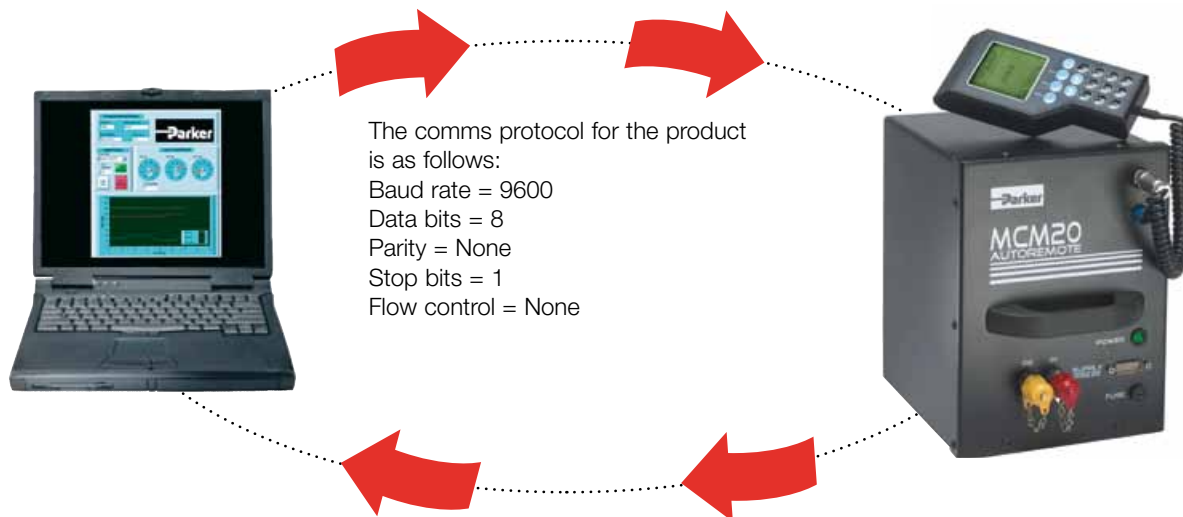 Parker
The comms protocol for the product
is as follows:
Baud rate = 9600
Data bits = 8
Parity = None
Stop bits = 1
Flow control = None
Parker
MCM20
AUTOREMOTE
POWER
FUSE